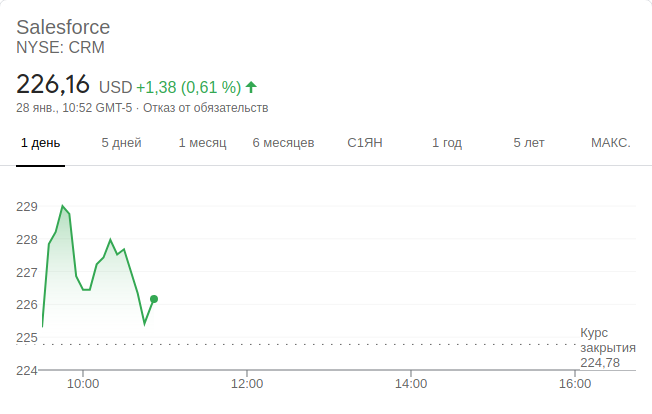 Salesforce
NYSE: CRM
226,16 USD +1,38 (0,61 %)
28 янв., 10:52 GMT-5 · Отказ от обязательств
1 день 5 дней 1 месяц 6 месяцев С1ЯН 1 год 5 лет МАКС.
229
228
227
226
225
Курс
закрытия
224,78
224
10:00 12:00 14:00 16:00